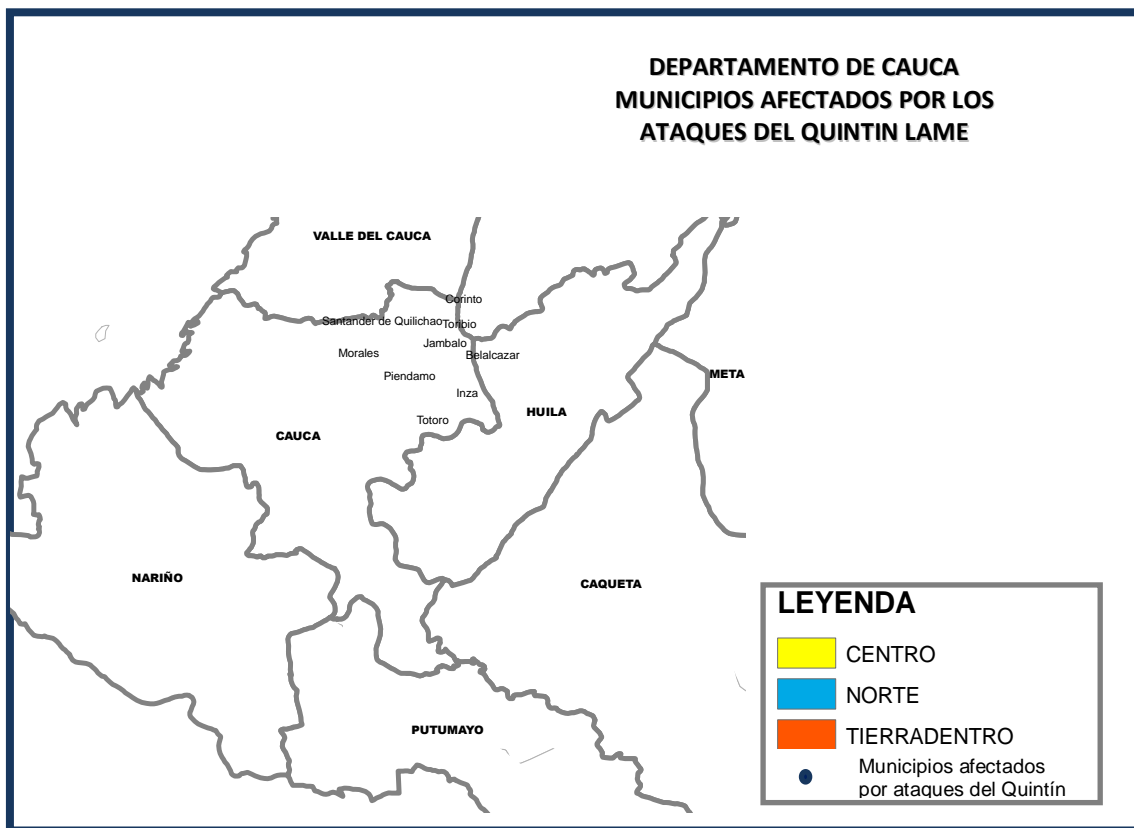 DEPARTAMENTO DE CAUCA
MUNICIPIOS AFECTADOS POR LOS
ATAQUES DEL QUINTIN LAME
VALLE DEL CAUCA
Corinto
Santander de Quilichao
Toribio
Jambalo
Morales
Belalcazar
Piendamo
META
Inza
HUILA
Totoro
CAUCA
NARIÑO
CAQUETA
PUTUMAYO
LEYENDA
CENTRO
NORTE
TIERRADENTRO
Municipios afectados
por ataques del Quintín